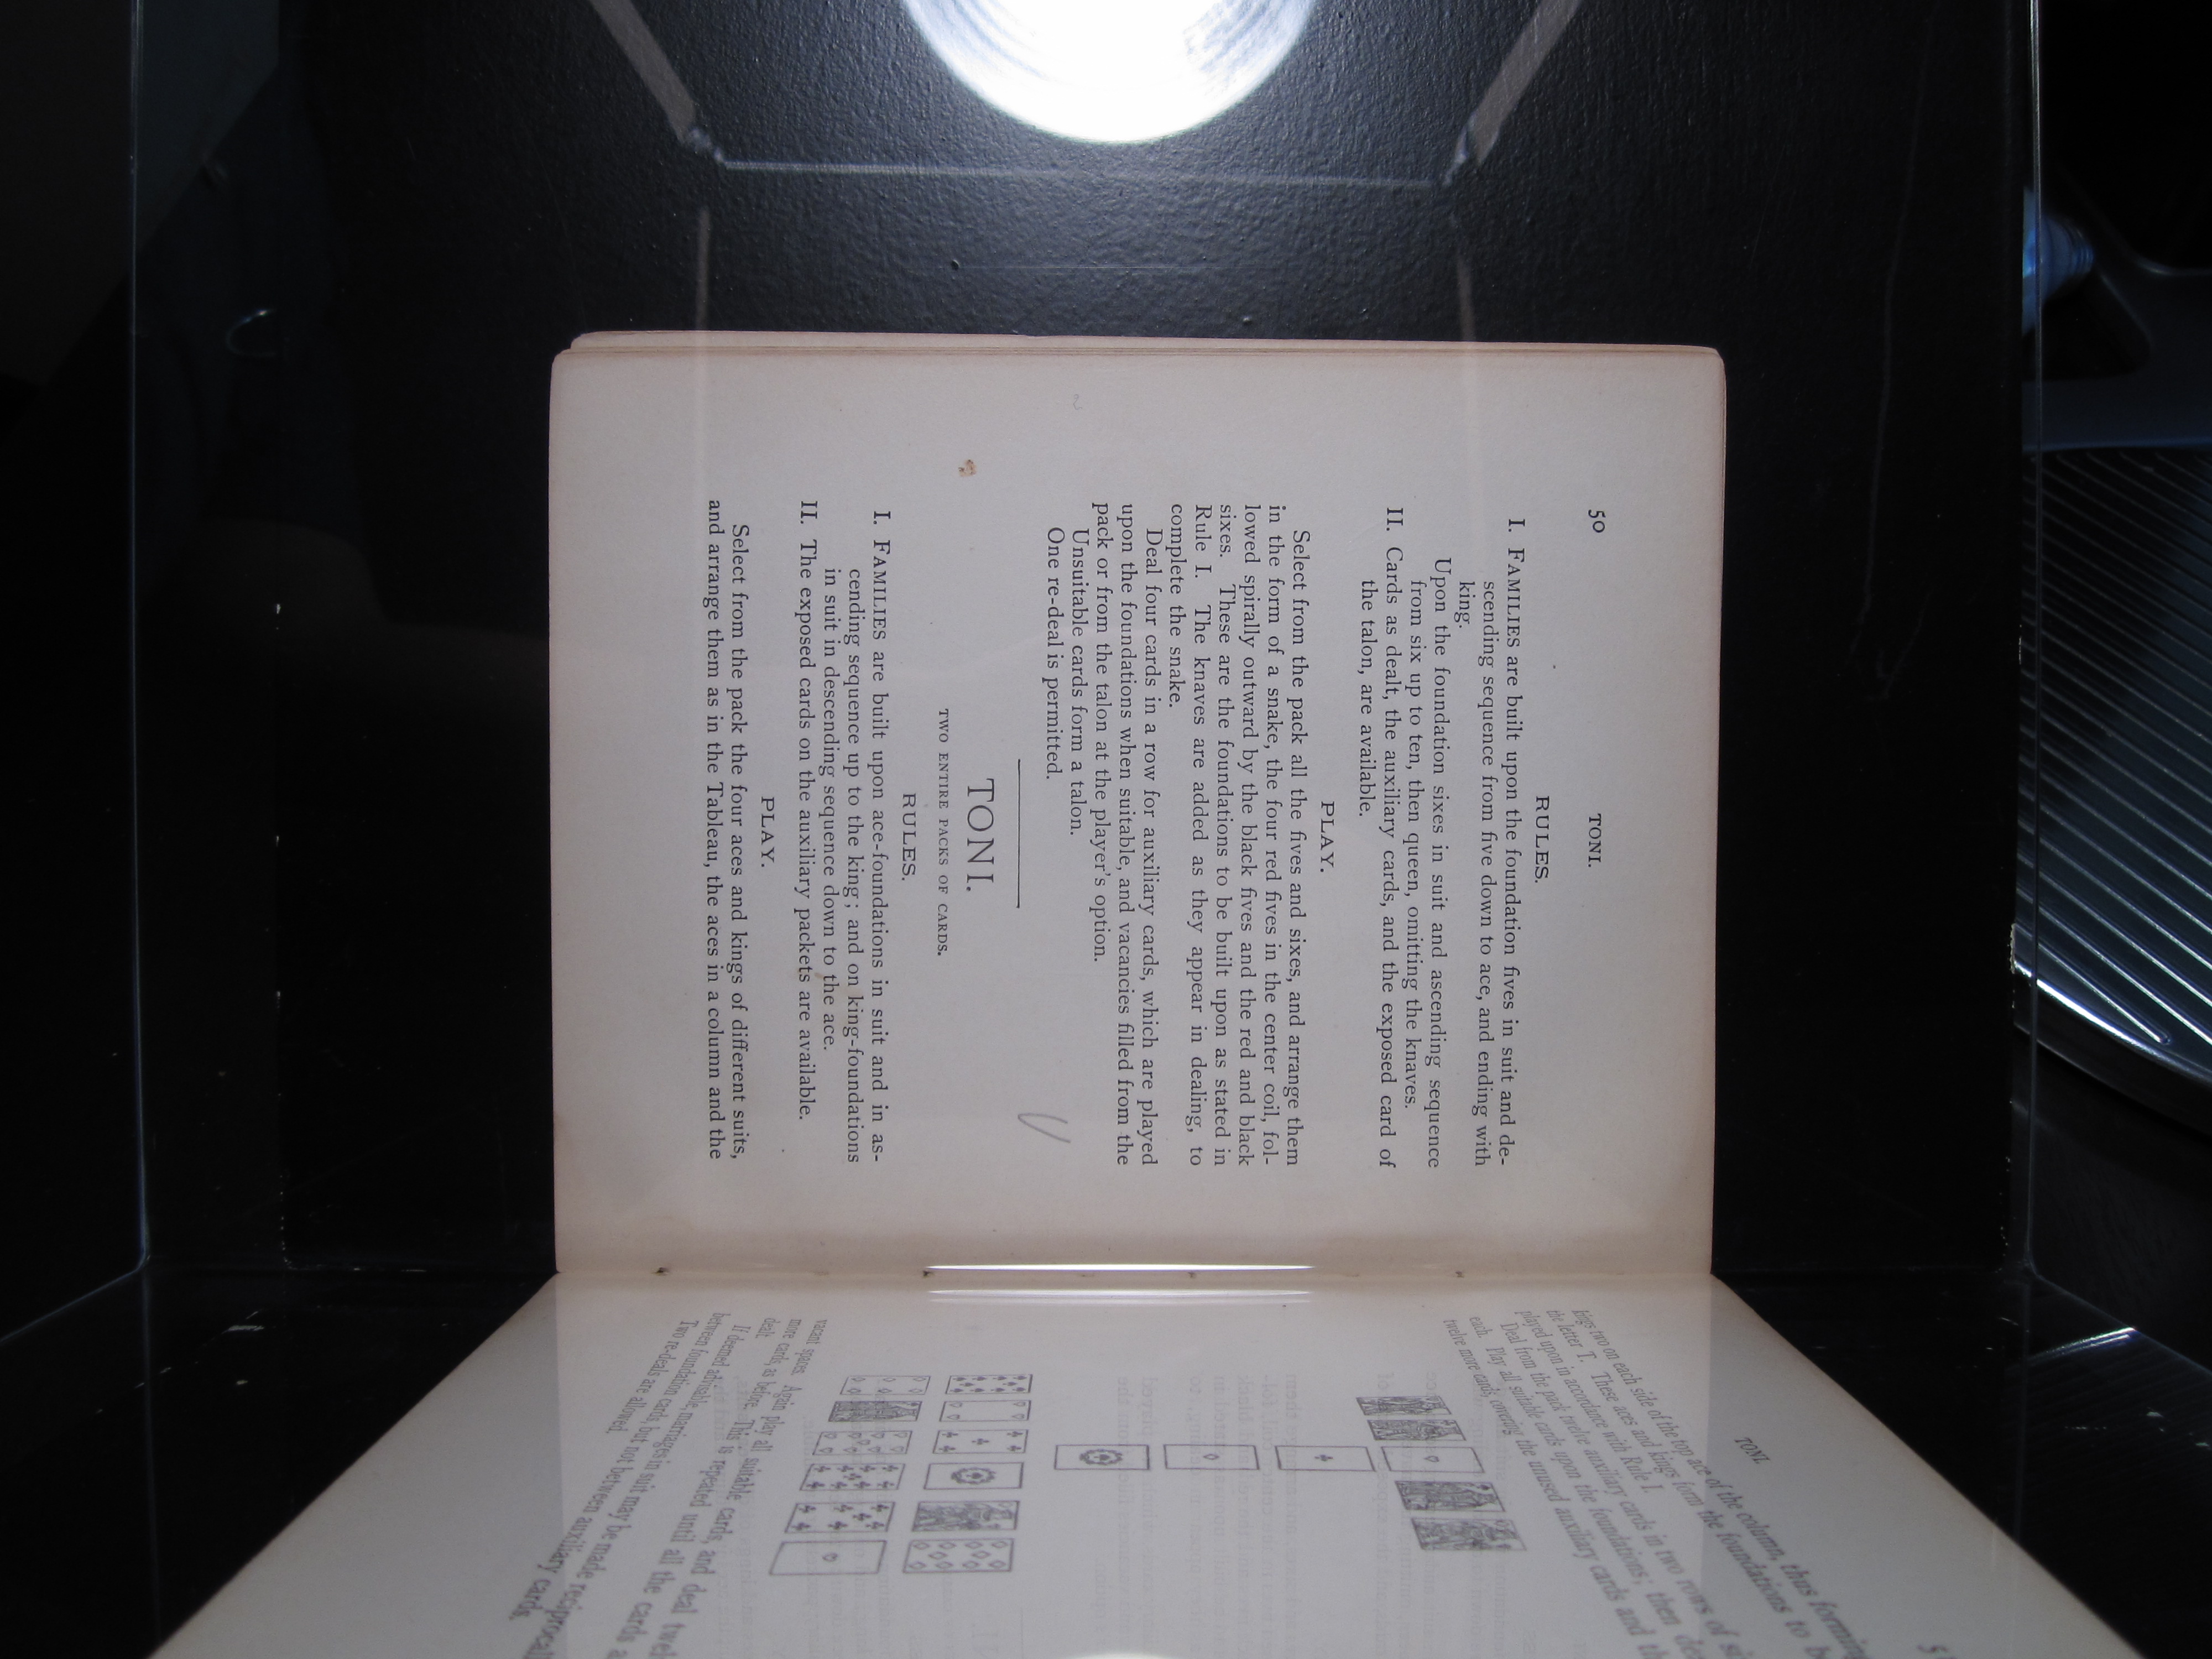 50
TONI.
RULES.
I. FAMILIES are built upon the foundation fives in suit and de-
scending sequence from five down to ace, and ending with
king.
Upon the foundation sixes in suit and ascending sequence
from six up to ten, then queen, omitting the knaves.
II. Cards as dealt, the auxiliary cards, and the exposed card of
the talon, are available.
PLAY.
Select from the pack all the fives and sixes, and arrange them
in the form of a snake, the four red fives in the center coil, fol-
lowed spirally outward by the black fives and the red and black
sixes. These are the foundations to be built upon as stated in
Rule I. The knaves are added as they appear in dealing, to
complete the snake.
Deal four cards in a row for auxiliary cards, which are played
upon the foundations when suitable, and vacancies filled from the
pack or from the talon at the player's option.
Unsuitable cards form a talon.
One re-deal is permitted.
TONI.
TWO ENTIRE PACKS OF CARDS.
RULES.
I. FAMILIES are built upon ace-foundations in suit and in as-
cending sequence up to the king; and on king-foundations
in suit in descending sequence down to the ace.
II. The exposed cards on the auxiliary packets are available.
PLAY.
Select from the pack the four aces and kings of different suits,
and arrange them as in the Tableau, the aces in a column and the
TONI
kings two on each side of the top ace of the column, thus forming
the letter T. These aces and kings form the foundations to b
played upon in accordance with Rule I.
Deal from the pack twelve auxiliary cards in two rows of si
each. Play all suitable cards upon the foundations; then de
twelve more cards, covering the unused auxiliary cards and th
vacant spaces. Again play all suitable cards, and deal twel
more cards, as before. This is repeated until all the cards a
dealt.
If deemed advisable, marriages in suit may be made reciprocal
between foundation cards, but not between auxiliary cards.
Two re-deals are allowed.